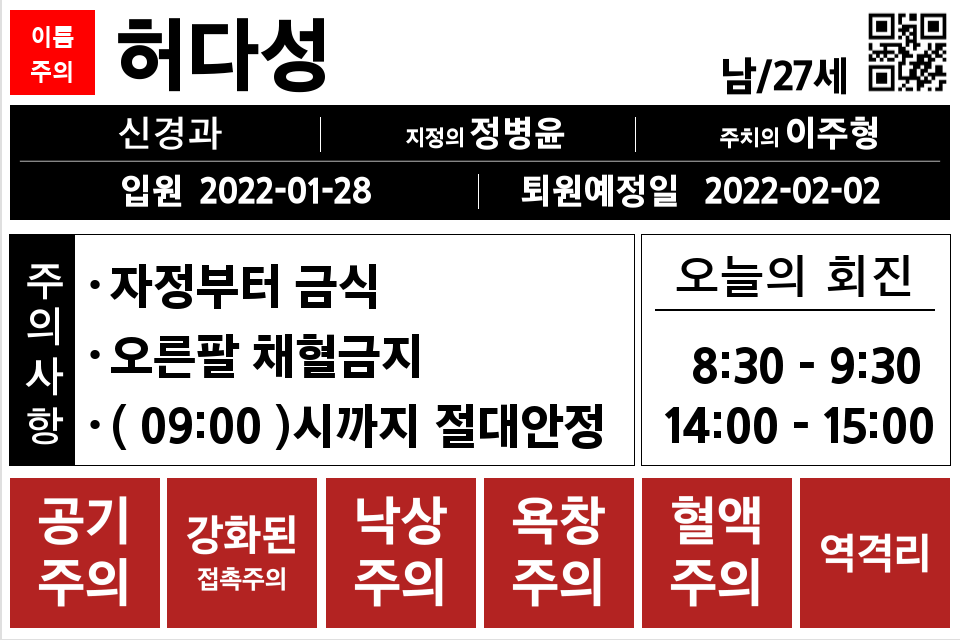 이름
주의
허다성
남/27세
신경과
지정의 정병윤
주치의 이주형
입원 2022-01-28
퇴원예정일 2022-02-02
주의사항
· 자정부터 금식
· 오른팔 채혈금지
· ( 09:00 )시까지 절대안정
오늘의 회진
8:30 - 9:30
14:00 - 15:00
공기
주의
강화된
접촉주의
낙상
주의
욕창
주의
혈액
주의
역격리